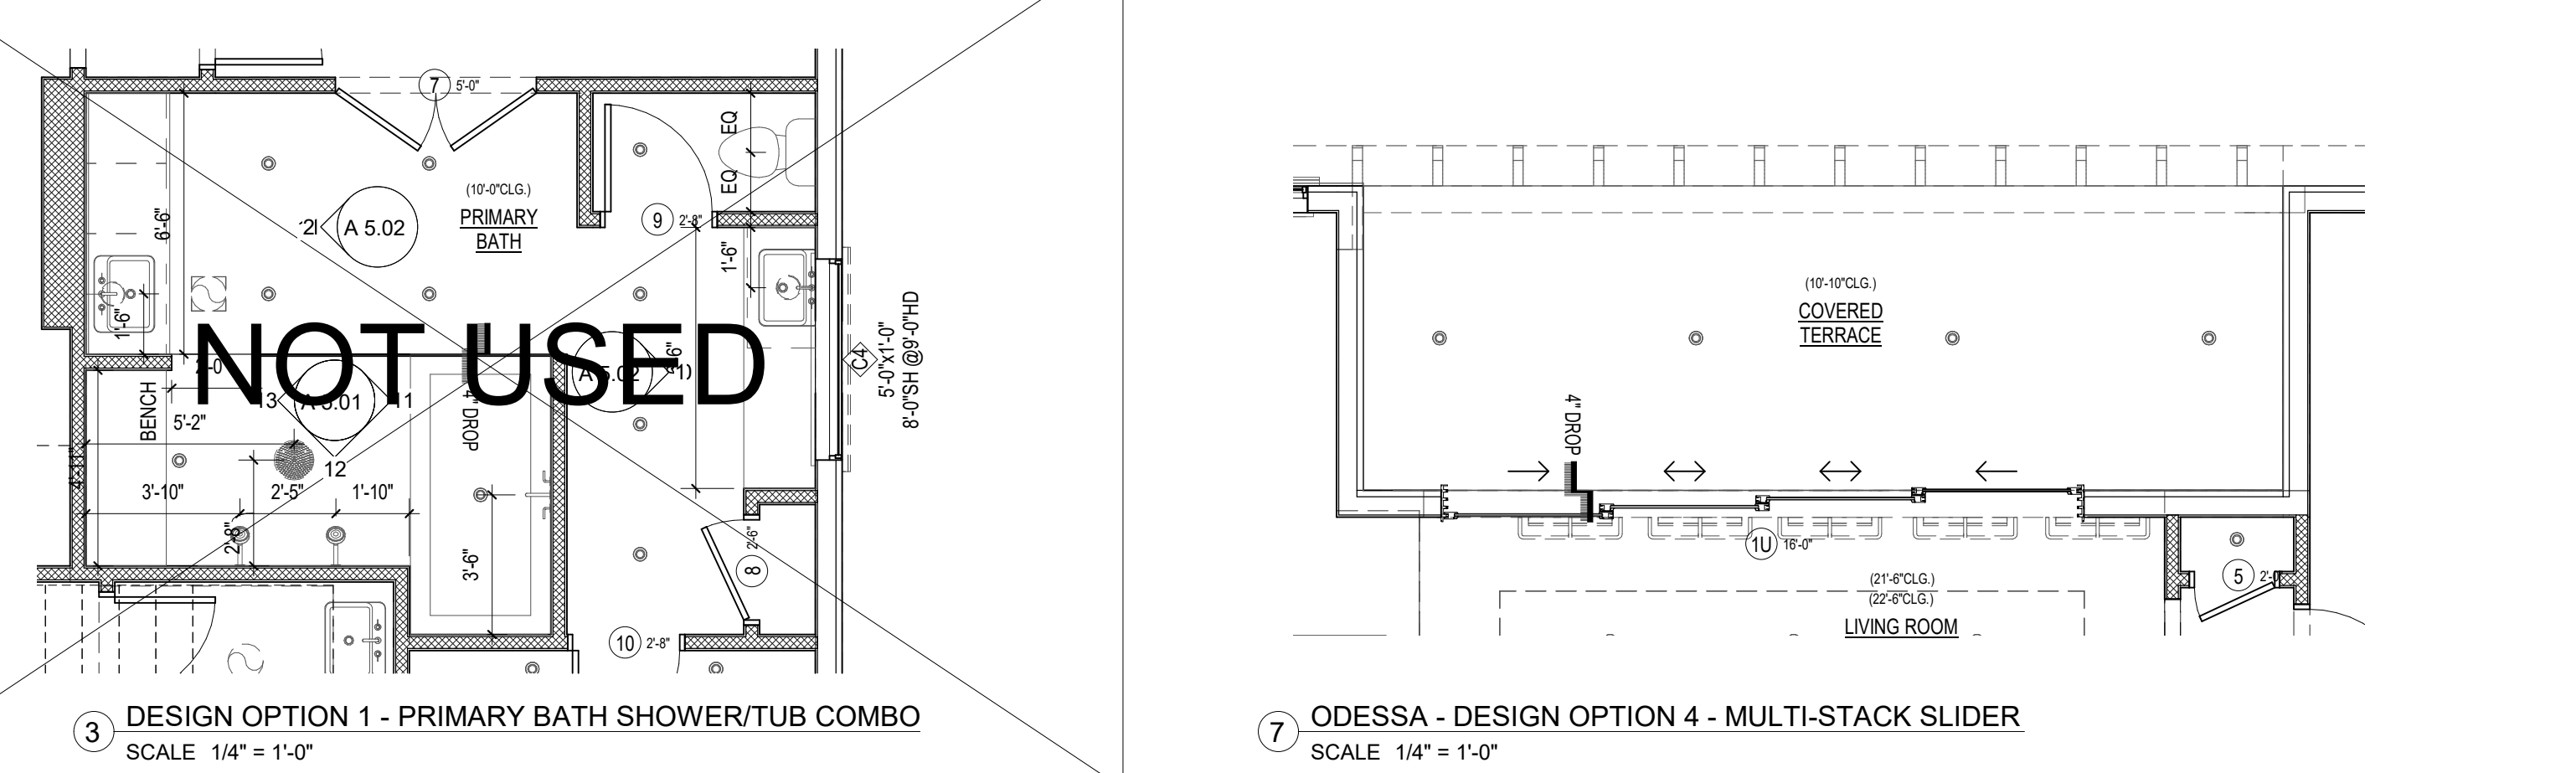 7 5'-0"
EQ
EQ
(10'-0"CLG.)
PRIMARY
BATH
A 5.02
9 2'-8"
6'-6"
1'-6"
1'-6"
NOT USED
C4
5'-0"x1'-0"
8'-0"SH @9'-0"HD
BENCH
5'-2"
13
11
12
4" DROP
3'-10"
2'-5"
1'-10"
2'-8"
3'-6"
2'-6"
8
10 2'-8"
3
DESIGN OPTION 1 - PRIMARY BATH SHOWER/TUB COMBO
SCALE 1/4" = 1'-0"
(10'-10"CLG.)
COVERED
TERRACE
4" DROP
1U 16'-0"
(21'-6"CLG.)
(22'-6"CLG.)
LIVING ROOM
5
7
ODESSA - DESIGN OPTION 4 - MULTI-STACK SLIDER
SCALE 1/4" = 1'-0"